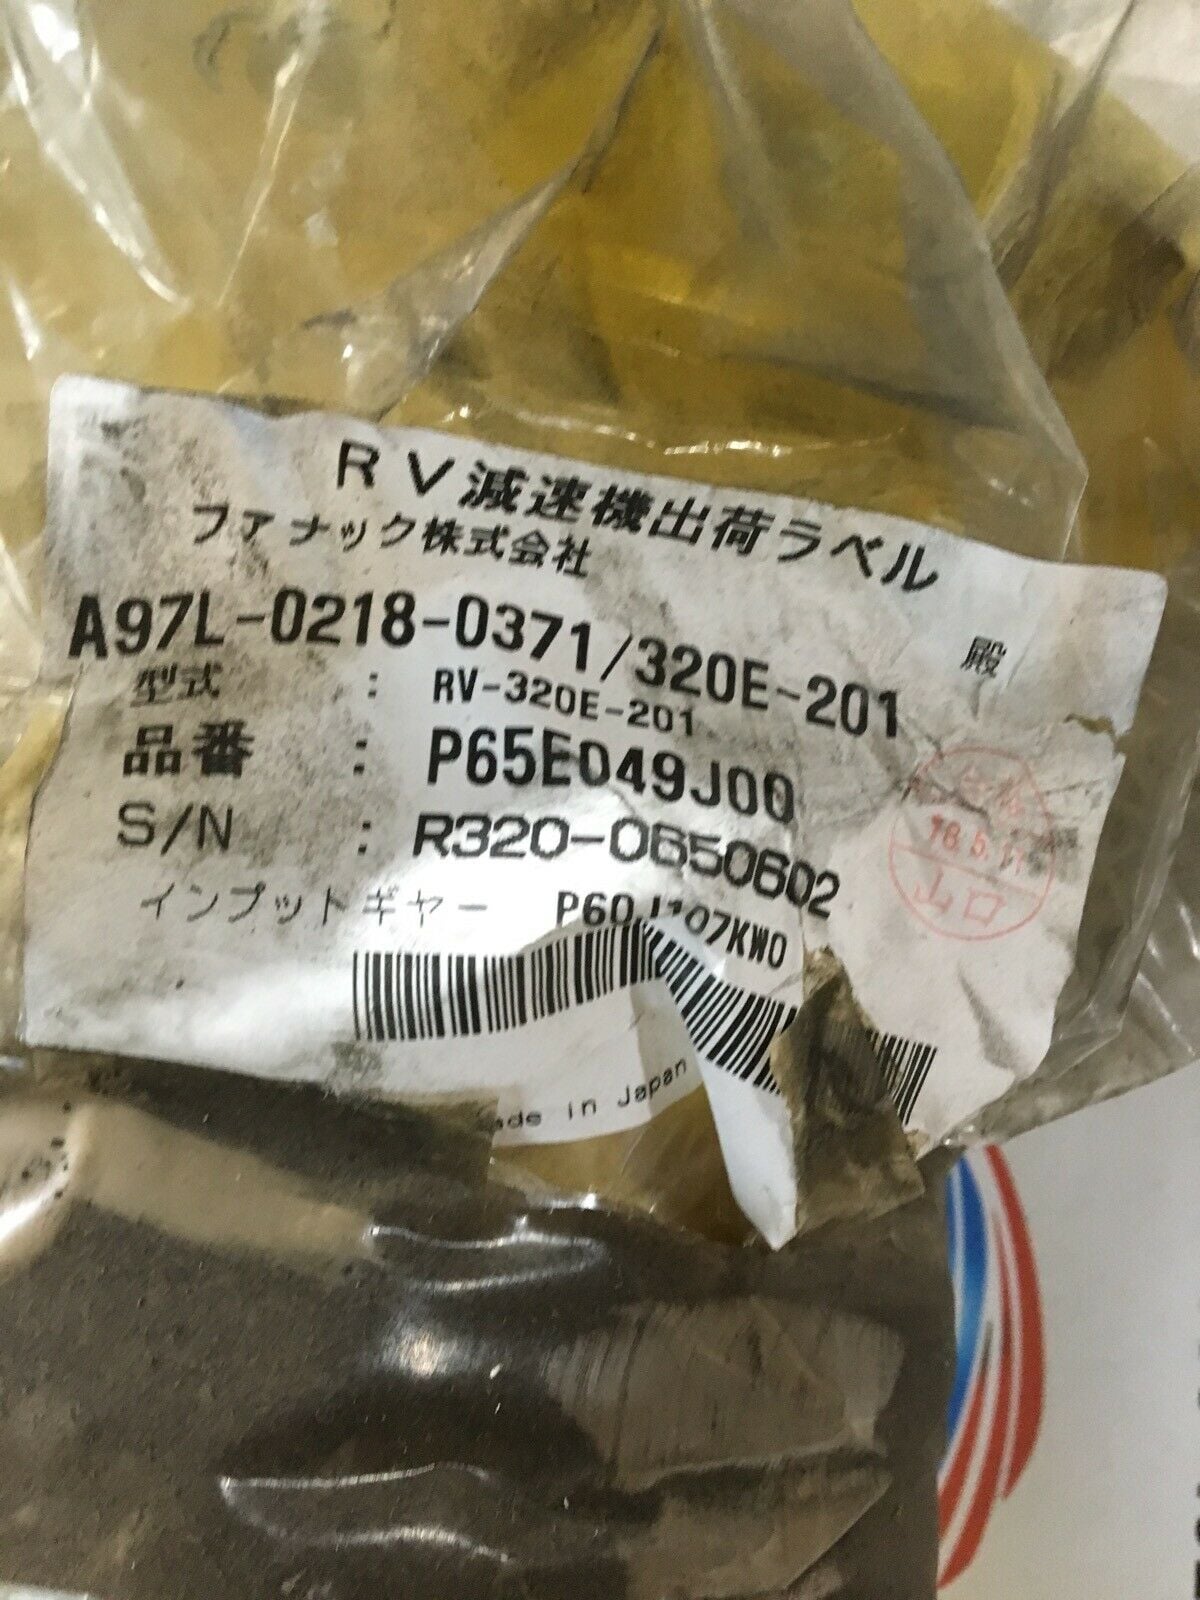 RV減速機出荷ラベル
ファナック株式会社
殿
A97L-0218-0371/320E-201
型式 : RV-320E-201
品番 : P65E049J00
S/N : R320-0650602
インプットギヤー
山口
in Japan